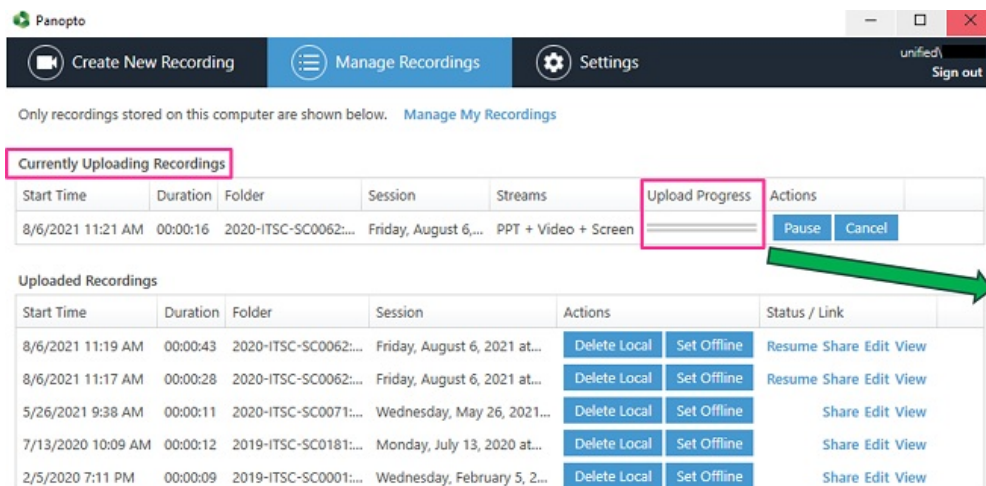 Panopto
Create New Recording Manage Recordings Settings unified\
Sign out
Only recordings stored on this computer are shown below. Manage My Recordings
Currently Uploading Recordings
Start Time Duration Folder Session Streams Upload Progress Actions
8/6/2021 11:21 AM 00:00:16 2020-ITSC-SC0062:... Friday, August 6,... PPT + Video + Screen Pause Cancel
Uploaded Recordings
Start Time Duration Folder Session Actions Status / Link
8/6/2021 11:19 AM 00:00:43 2020-ITSC-SC0062:... Friday, August 6, 2021 at... Delete Local Set Offline Resume Share Edit View
8/6/2021 11:17 AM 00:00:28 2020-ITSC-SC0062:... Friday, August 6, 2021 at... Delete Local Set Offline Resume Share Edit View
5/26/2021 9:38 AM 00:00:11 2020-ITSC-SC0071:... Wednesday, May 26, 2021... Delete Local Set Offline Share Edit View
7/13/2020 10:09 AM 00:00:12 2019-ITSC-SC0181:... Monday, July 13, 2020 at... Delete Local Set Offline Share Edit View
2/5/2020 7:11 PM 00:00:09 2019-ITSC-SC0001:... Wednesday, February 5, 2... Delete Local Set Offline Share Edit View